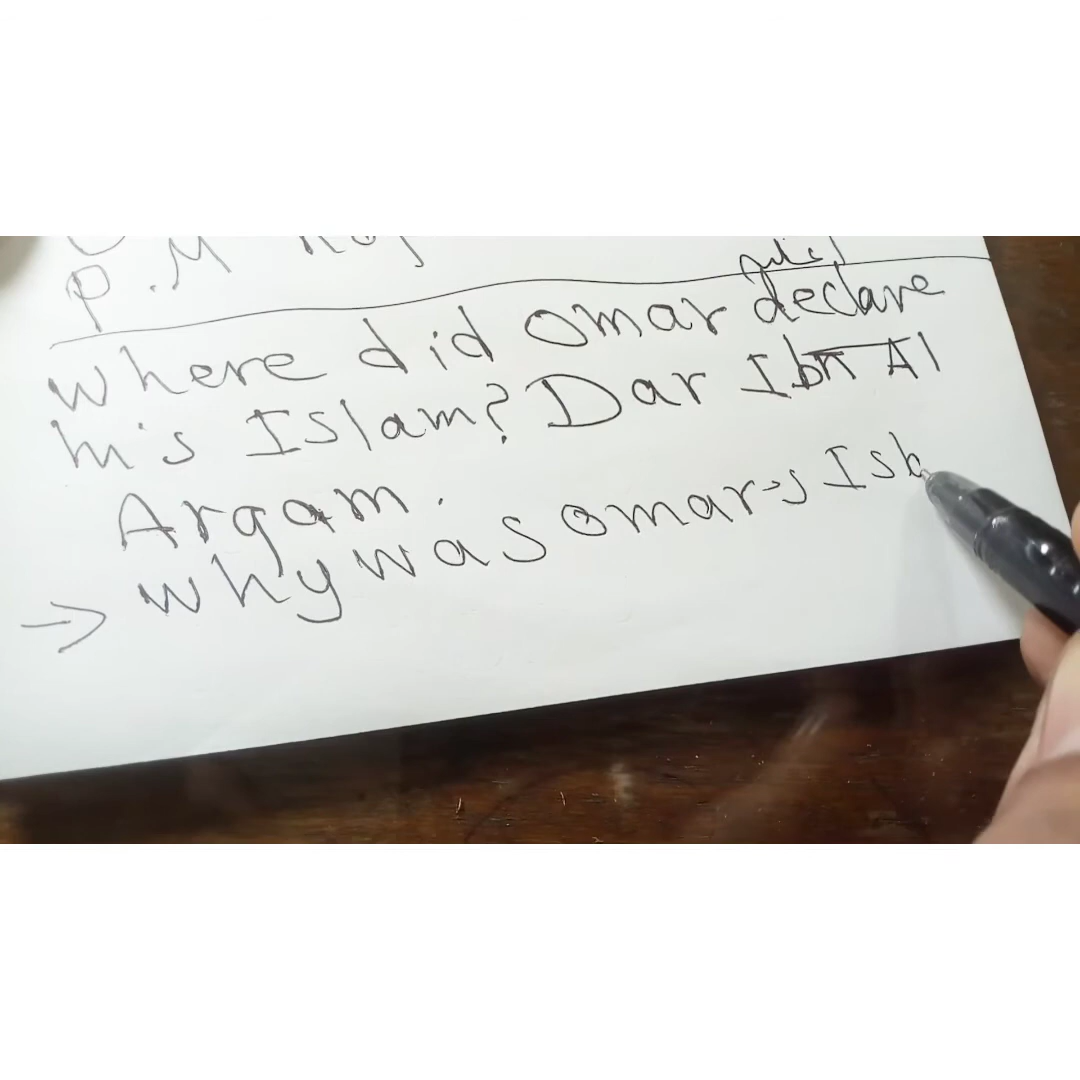 P.M
where did omar declare
his Islam? Dar Ibn Al
Arqam.
→ why was omar's Isl